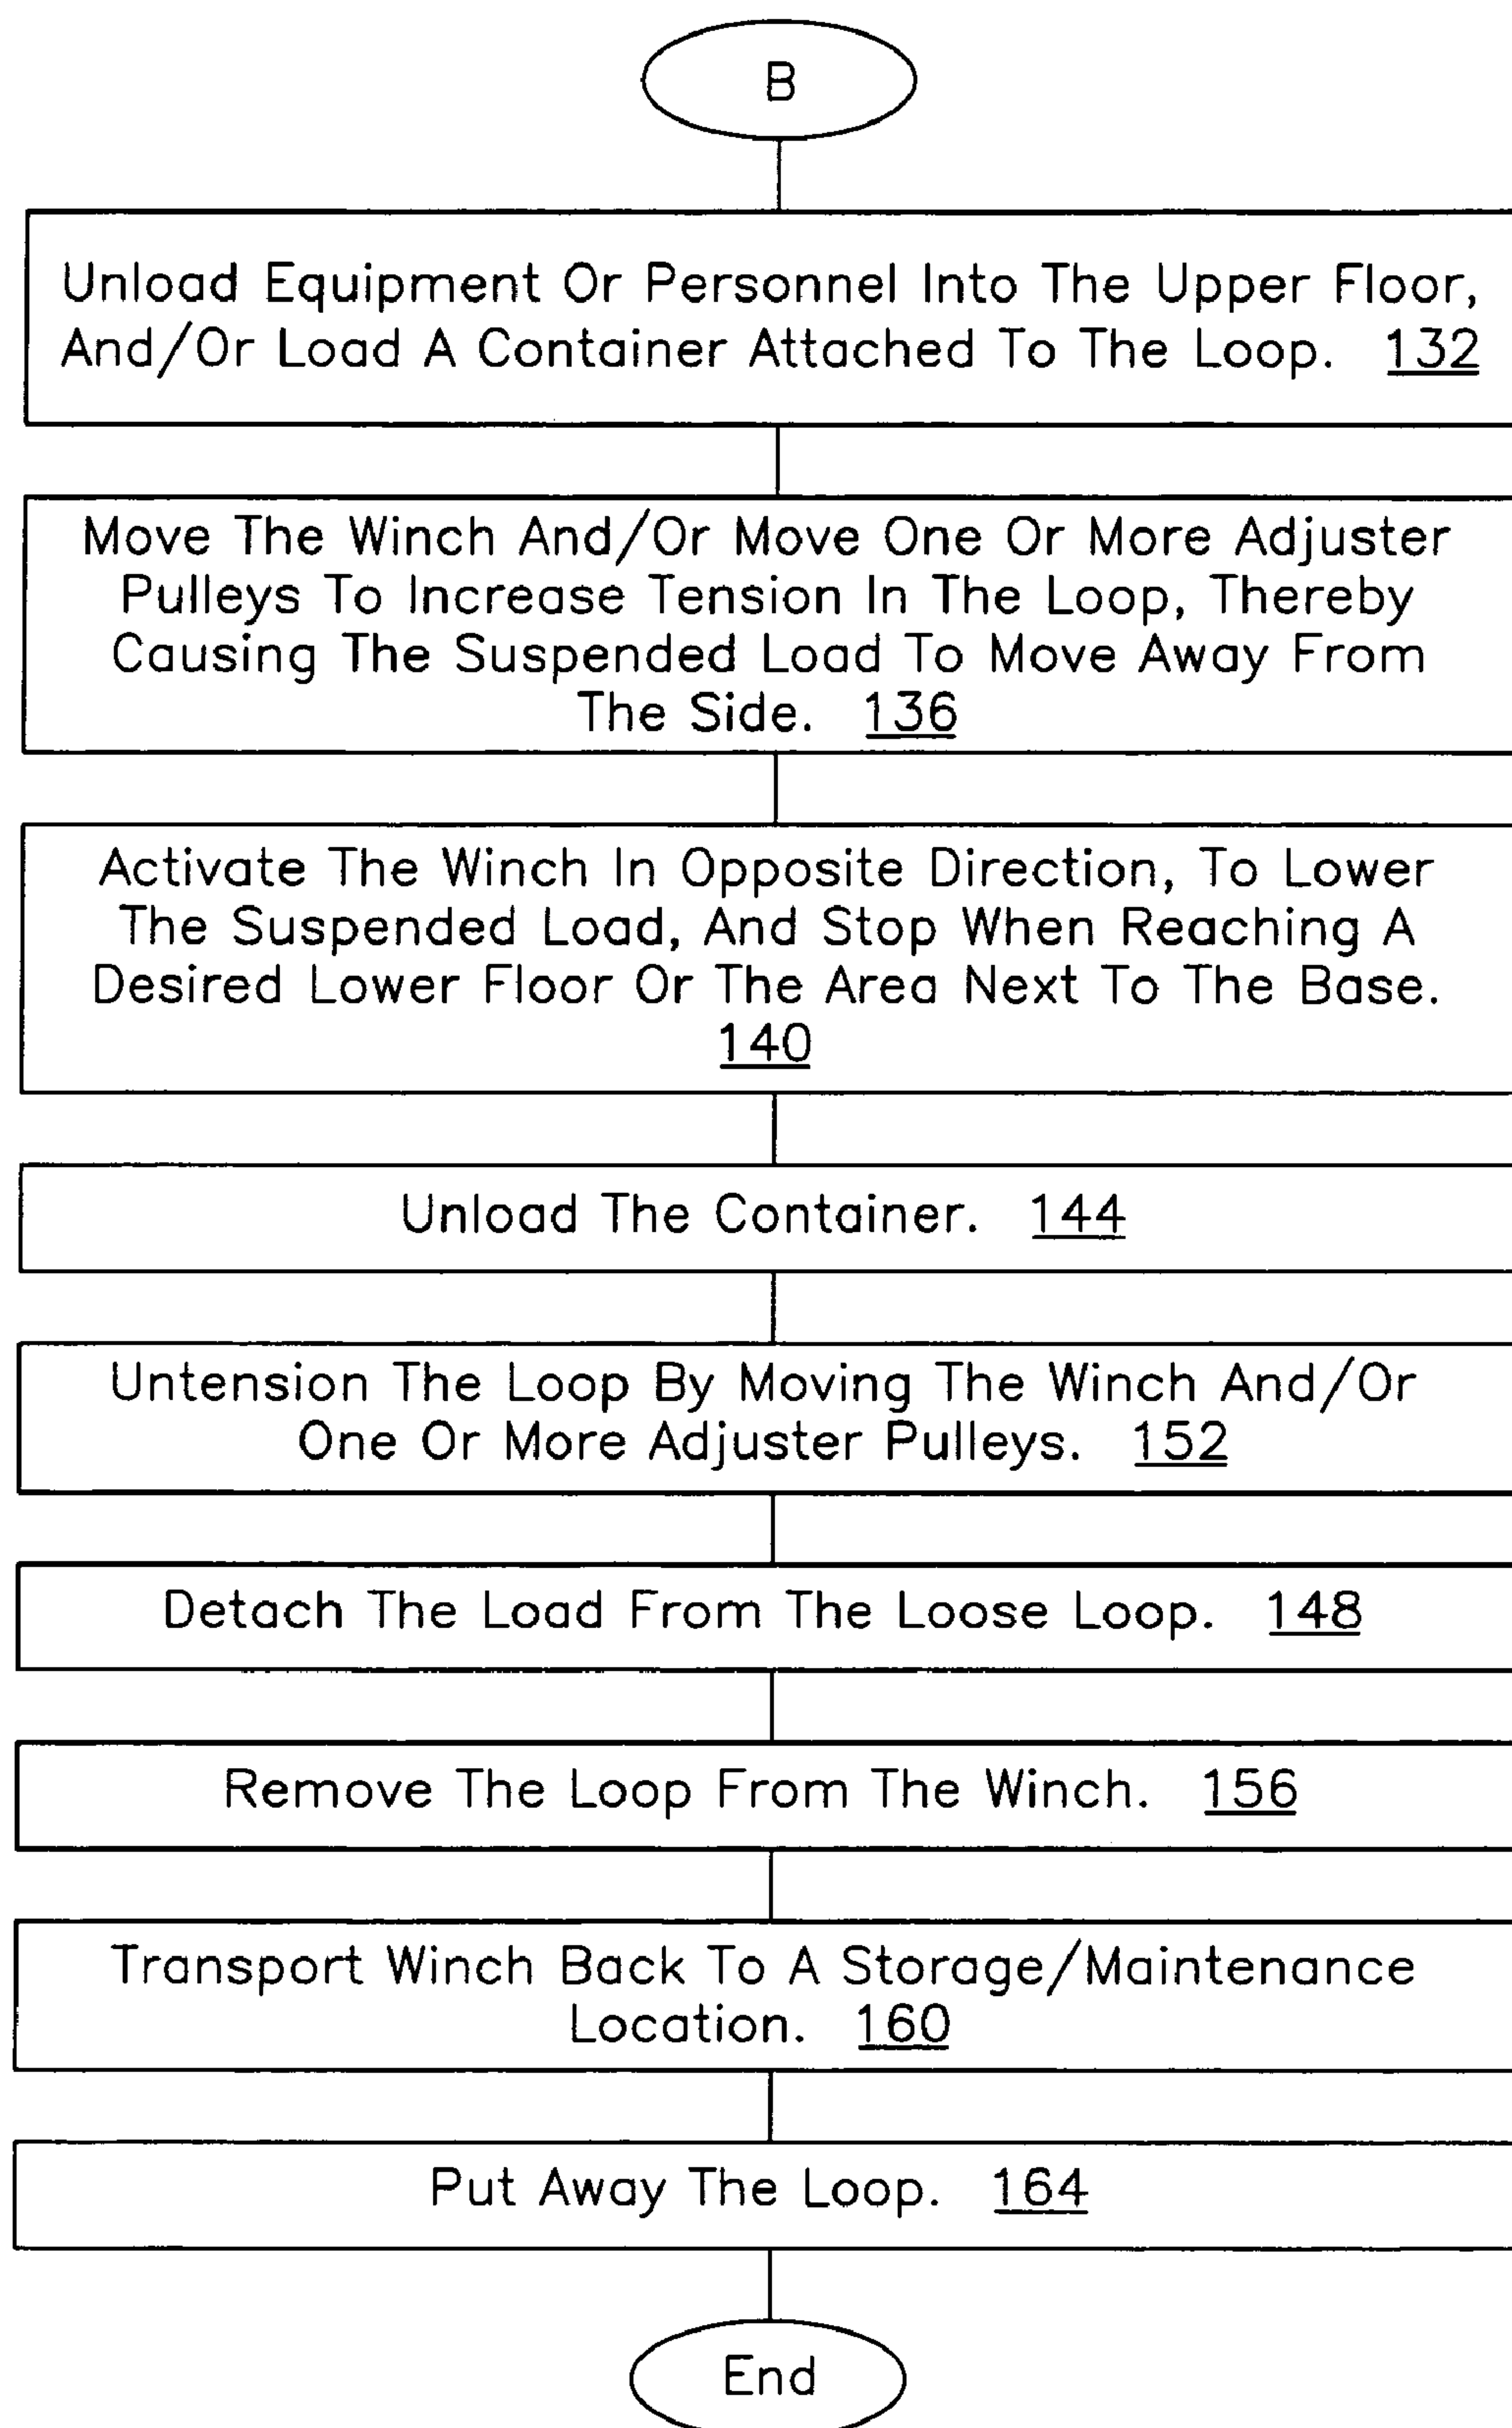 B
Unload Equipment Or Personnel Into The Upper Floor,
And/Or Load A Container Attached To The Loop. 132
Move The Winch And/Or Move One Or More Adjuster
Pulleys To Increase Tension In The Loop, Thereby
Causing The Suspended Load To Move Away From
The Side. 136
Activate The Winch In Opposite Direction, To Lower
The Suspended Load, And Stop When Reaching A
Desired Lower Floor Or The Area Next To The Base.
140
Unload The Container. 144
Untension The Loop By Moving The Winch And/Or
One Or More Adjuster Pulleys. 152
Detach The Load From The Loose Loop. 148
Remove The Loop From The Winch. 156
Transport Winch Back To A Storage/Maintenance
Location. 160
Put Away The Loop. 164
End